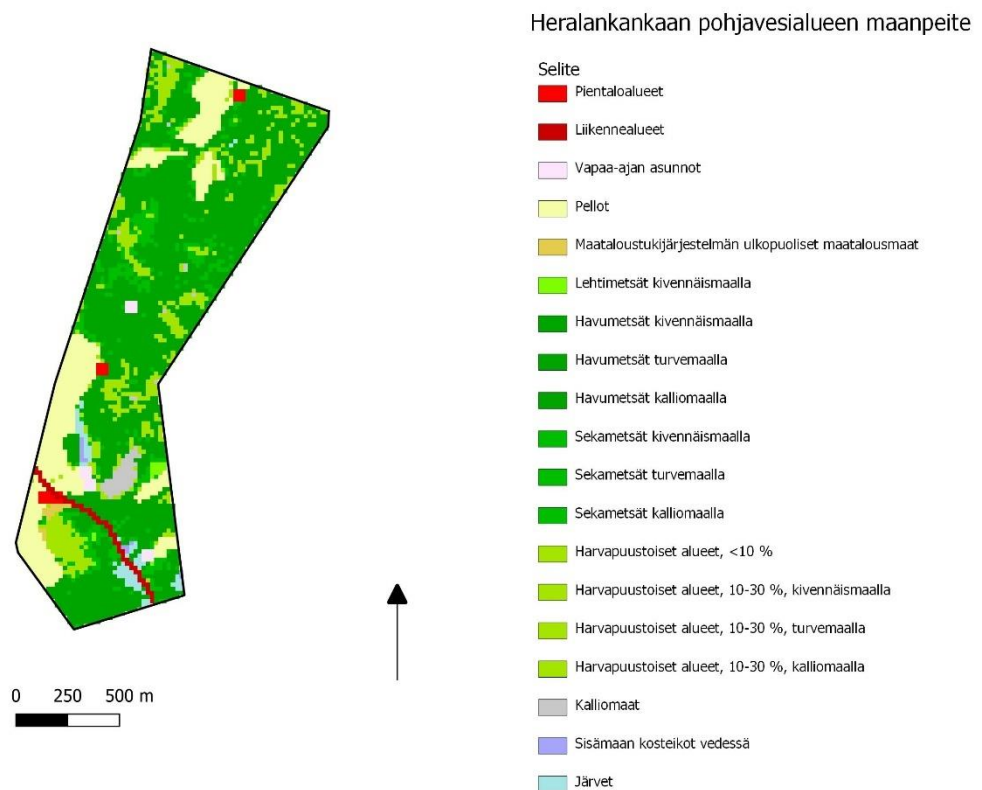 Heralankankaan pohjavesialueen maanpeite
Selite
Pientaloalueet
Liikennealueet
Vapaa-ajan asunnot
Pellot
Maataloustukijärjestelmän ulkopuoliset maatalousmaat
Lehtimetsät kivennäismaalla
Havumetsät kivennäismaalla
Havumetsät turvemaalla
Havumetsät kalliomaalla
Sekametsät kivennäismaalla
Sekametsät turvemaalla
Sekametsät kalliomaalla
Harvapuustoiset alueet, <10 %
Harvapuustoiset alueet, 10-30 %, kivennäismaalla
Harvapuustoiset alueet, 10-30 %, turvemaalla
Harvapuustoiset alueet, 10-30 %, kalliomaalla
Kalliomaat
Sisämaan kosteikot vedessä
Järvet
0 250 500 m